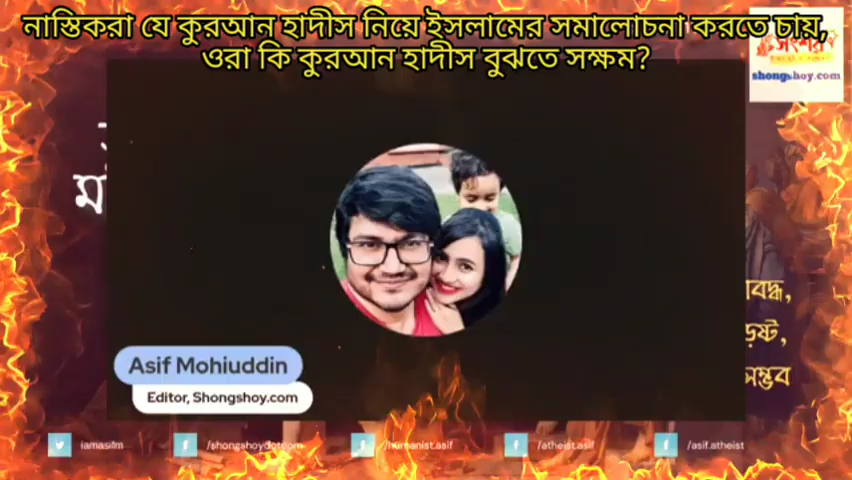 নাস্তিকরা যে কুরআন হাদীস নিয়ে ইসলামের সমালোচনা করতে চায়,
ওরা কি কুরআন হাদীস বুঝতে সক্ষম?
সংশয়
shongshoy.com
Asif Mohiuddin
Editor, Shongshoy.com
iamasifm
/shongshoydotcom
/humanist.asif
/atheist.asif
/asif.atheist